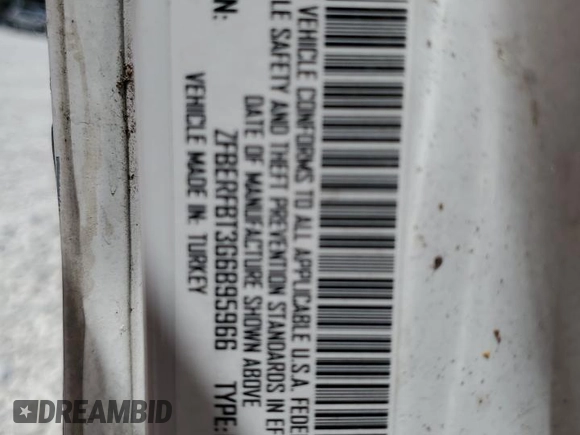 VEHICLE CONFORMS TO ALL APPLICABLE U.S.A. FEDE
LE SAFETY AND THEFT PREVENTION STANDARDS IN EF
DATE OF MANUFACTURE SHOWN ABOVE
N: ZFBERFBT3G6B95966 TYPE:
VEHICLE MADE IN: TURKEY
DREAMBID